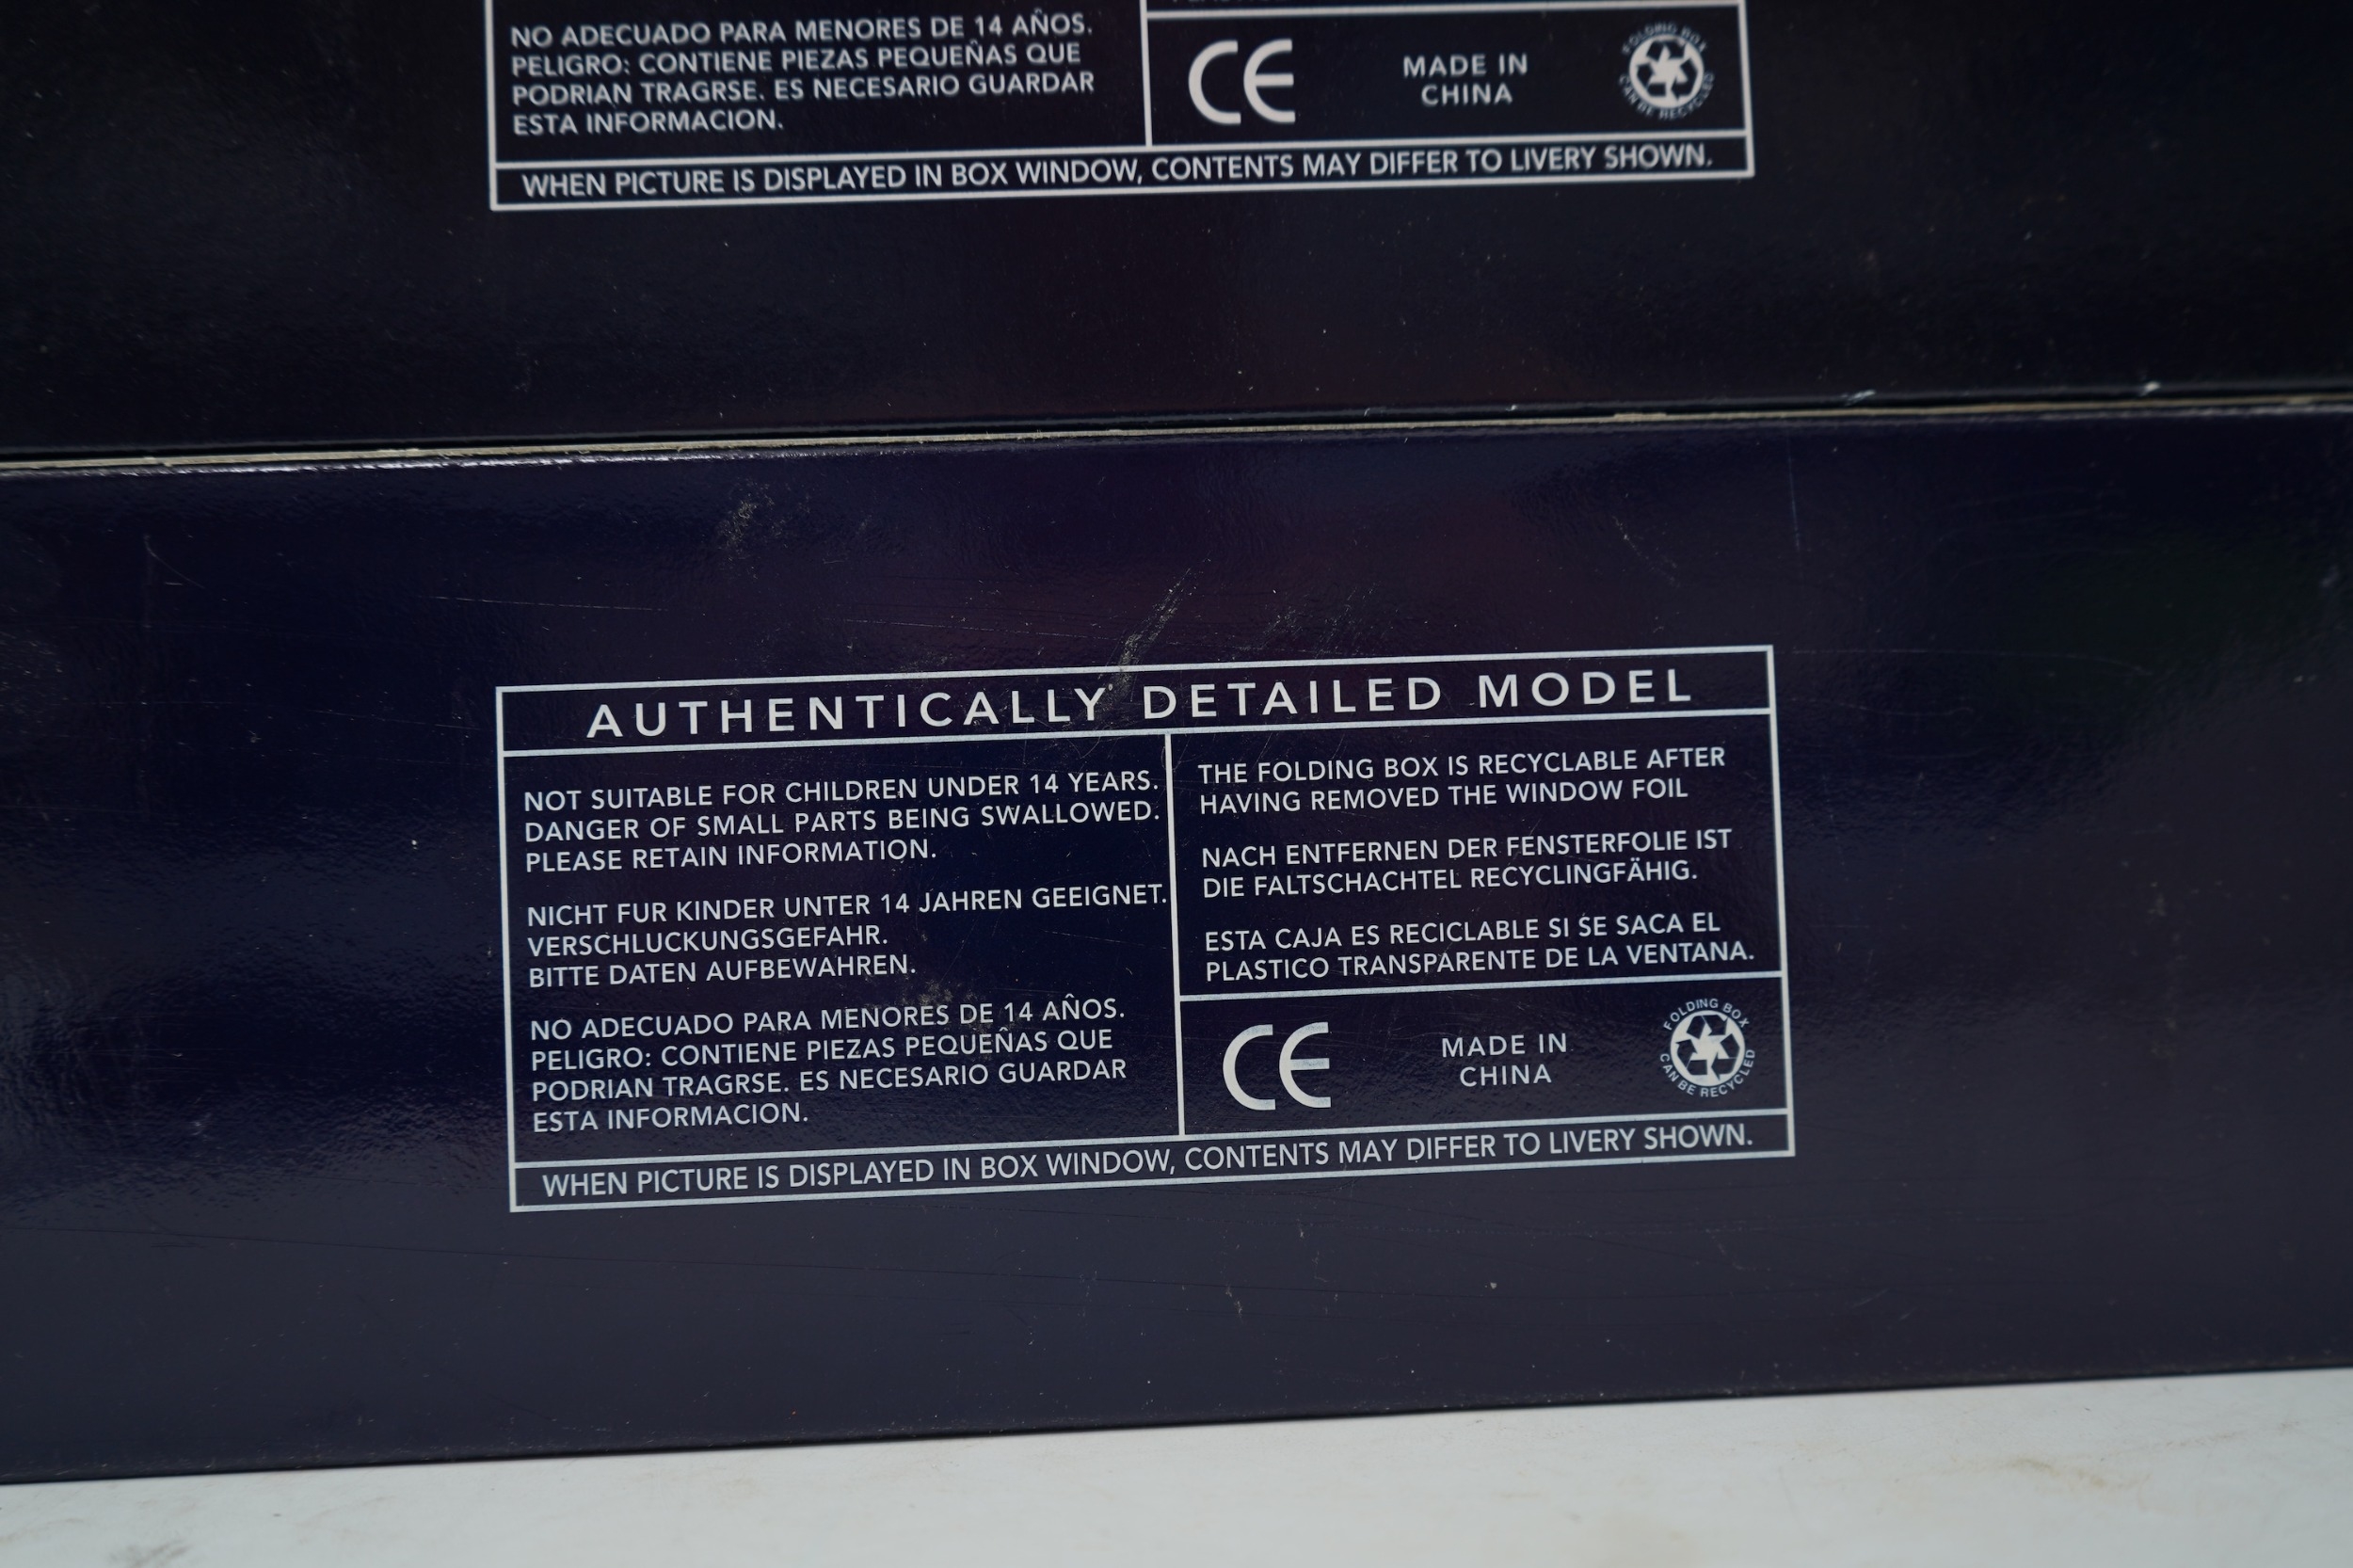 NO ADECUADO PARA MENORES DE 14 AÑOS.
PELIGRO: CONTIENE PIEZAS PEQUEÑAS QUE
PODRIAN TRAGRSE. ES NECESARIO GUARDAR
ESTA INFORMACION.
CE
MADE IN
CHINA
FOLDING BOX
CAN BE RECYCLED
WHEN PICTURE IS DISPLAYED IN BOX WINDOW, CONTENTS MAY DIFFER TO LIVERY SHOWN.
AUTHENTICALLY DETAILED MODEL
NOT SUITABLE FOR CHILDREN UNDER 14 YEARS.
DANGER OF SMALL PARTS BEING SWALLOWED.
PLEASE RETAIN INFORMATION.
NICHT FUR KINDER UNTER 14 JAHREN GEEIGNET.
VERSCHLUCKUNGSGEFAHR.
BITTE DATEN AUFBEWAHREN.
NO ADECUADO PARA MENORES DE 14 AÑOS.
PELIGRO: CONTIENE PIEZAS PEQUEÑAS QUE
PODRIAN TRAGRSE. ES NECESARIO GUARDAR
ESTA INFORMACION.
THE FOLDING BOX IS RECYCLABLE AFTER
HAVING REMOVED THE WINDOW FOIL
NACH ENTFERNEN DER FENSTERFOLIE IST
DIE FALTSCHACHTEL RECYCLINGFÄHIG.
ESTA CAJA ES RECICLABLE SI SE SACA EL
PLASTICO TRANSPARENTE DE LA VENTANA.
CE
MADE IN
CHINA
FOLDING BOX
CAN BE RECYCLED
WHEN PICTURE IS DISPLAYED IN BOX WINDOW, CONTENTS MAY DIFFER TO LIVERY SHOWN.